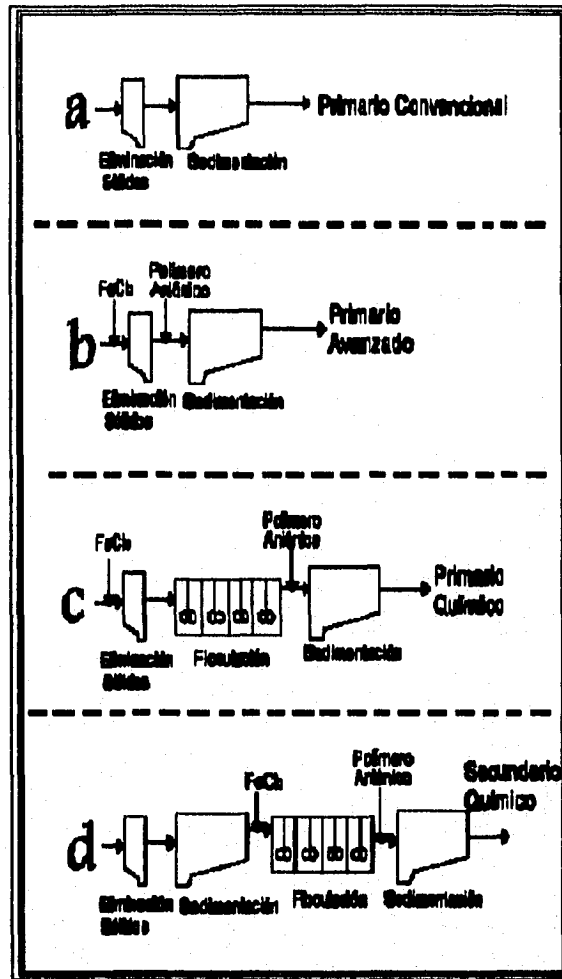 a
Primario Convencional
Eliminación Sedimentación
Sólidos
Polímero
FeCl₃ Aniónico
b
Primario
Avanzado
Eliminación Sedimentación
Sólidos
Polímero
Aniónico
FeCl₃
c
Primario
Químico
Eliminación Floculación Sedimentación
Sólidos
Polímero Secundario
FeCl₃ Aniónico Químico
d
Eliminación Sedimentación Floculación Sedimentación
Sólidos